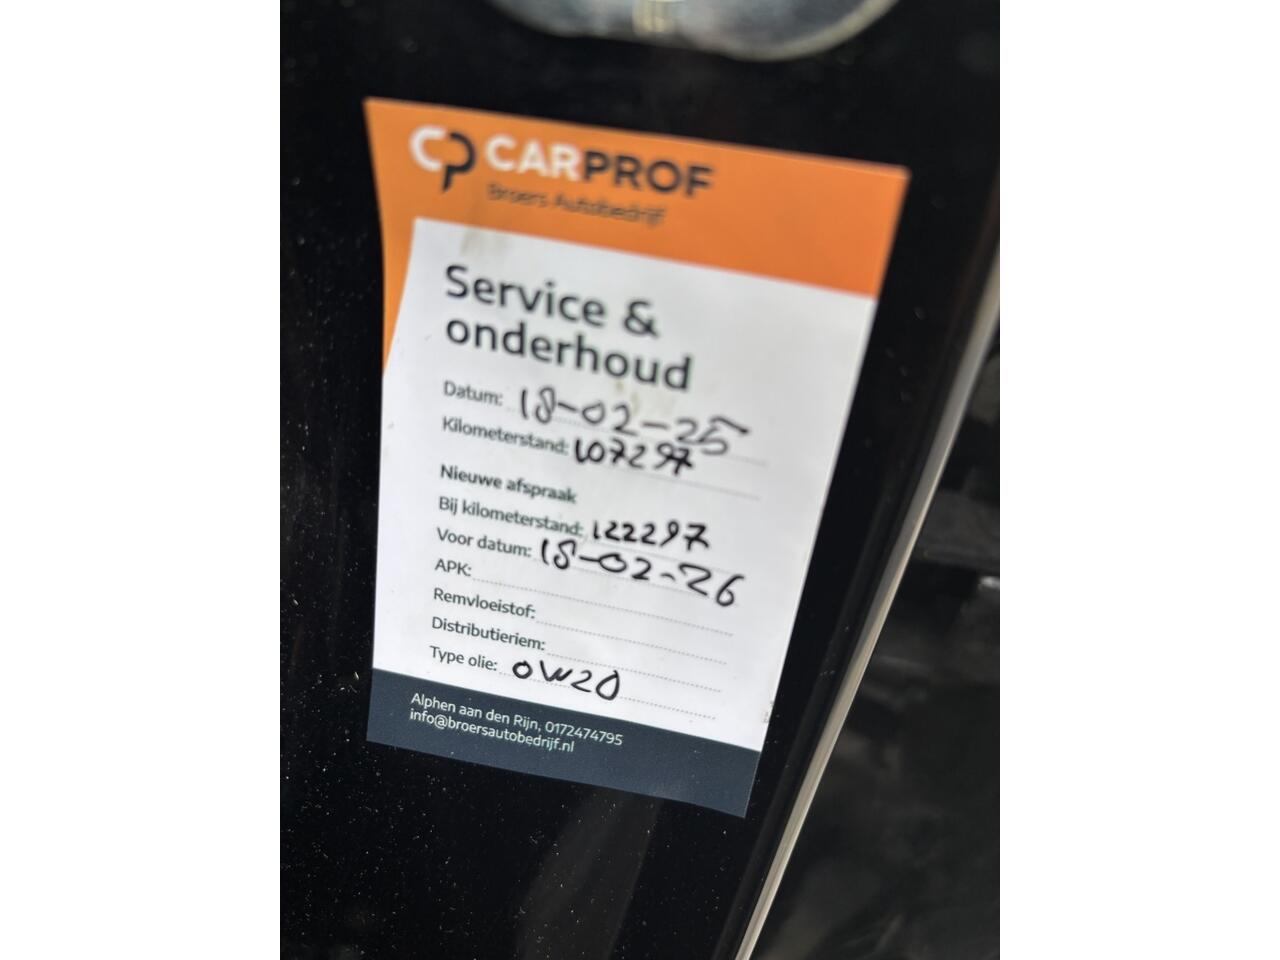 CP CARPROF
Broers Autobedrijf
Service &
onderhoud
Datum: 18-02-25
Kilometerstand: 107297
Nieuwe afspraak
Bij kilometerstand: 122297
Voor datum: 18-02-26
APK:
Remvloeistof:
Distributieriem:
Type olie: 0W20
Alphen aan den Rijn, 0172474795
info@broersautobedrijf.nl